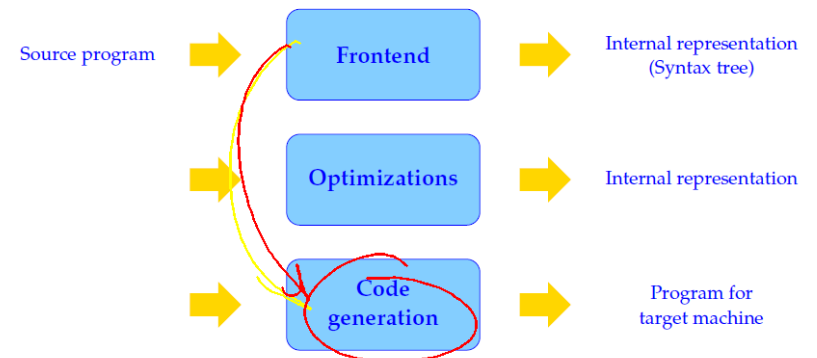 Source program
Frontend
Internal representation
(Syntax tree)
Optimizations
Internal representation
Code
generation
Program for
target machine